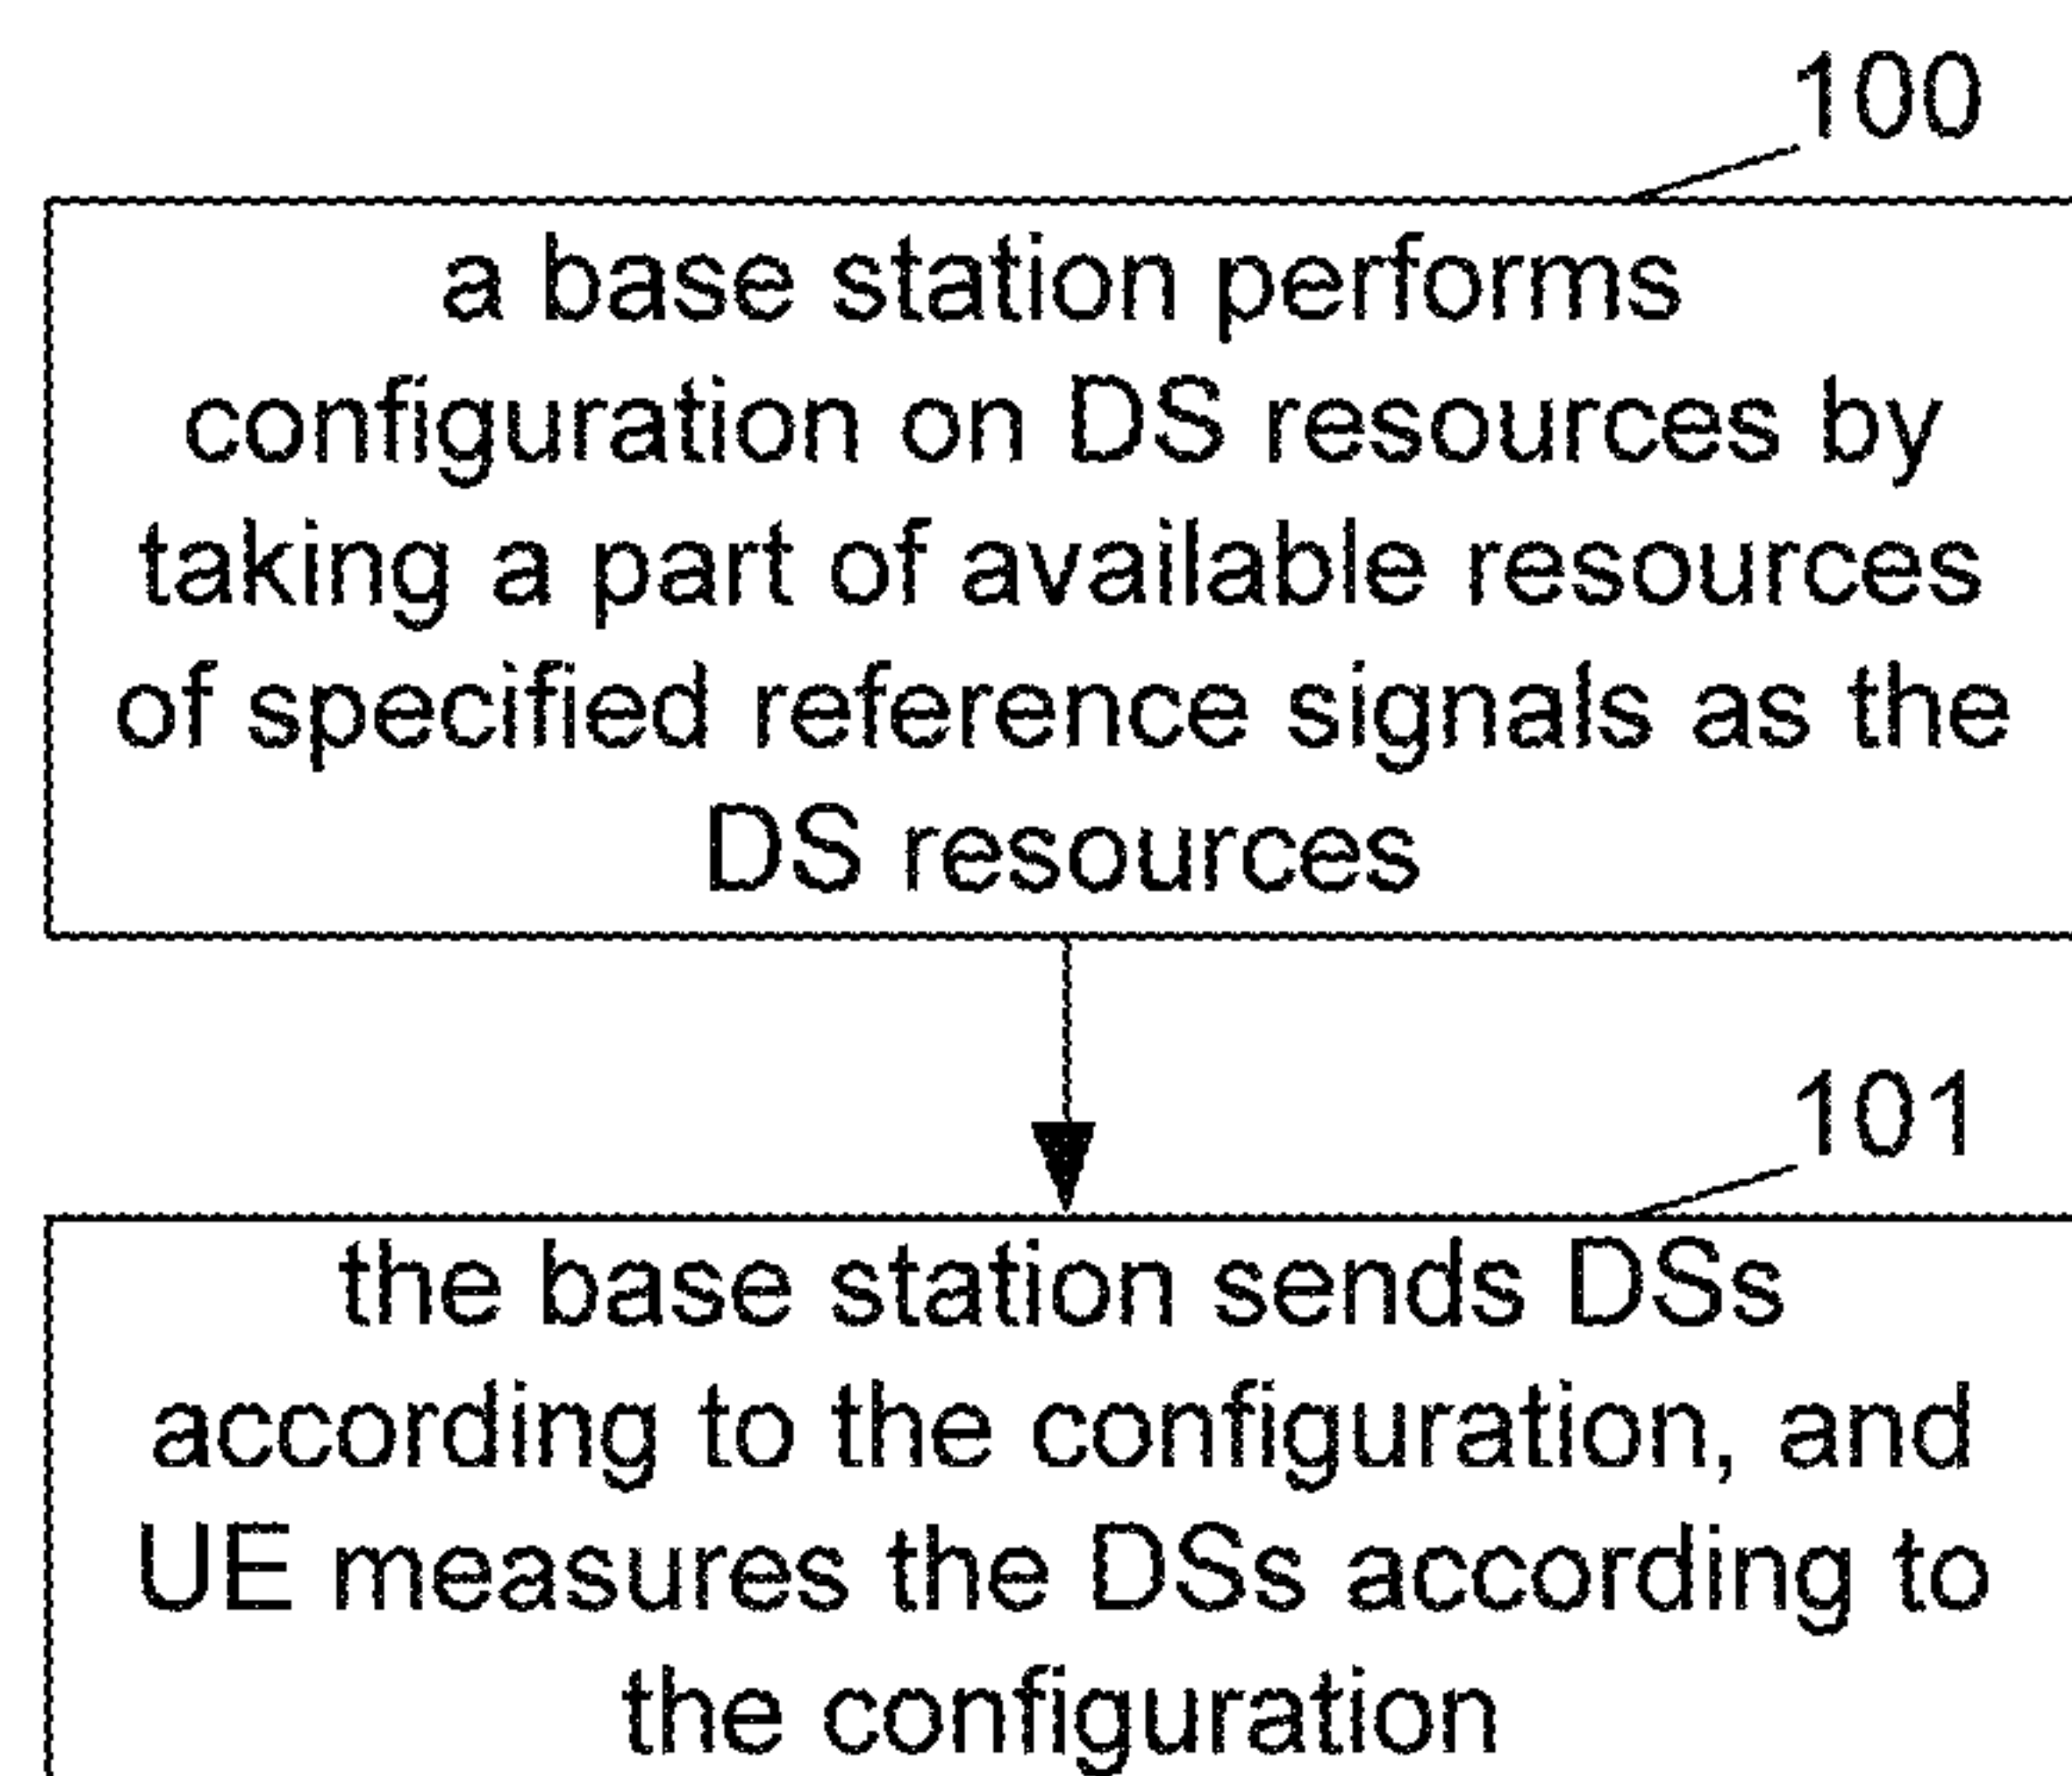 100
a base station performs
configuration on DS resources by
taking a part of available resources
of specified reference signals as the
DS resources
101
the base station sends DSs
according to the configuration, and
UE measures the DSs according to
the configuration